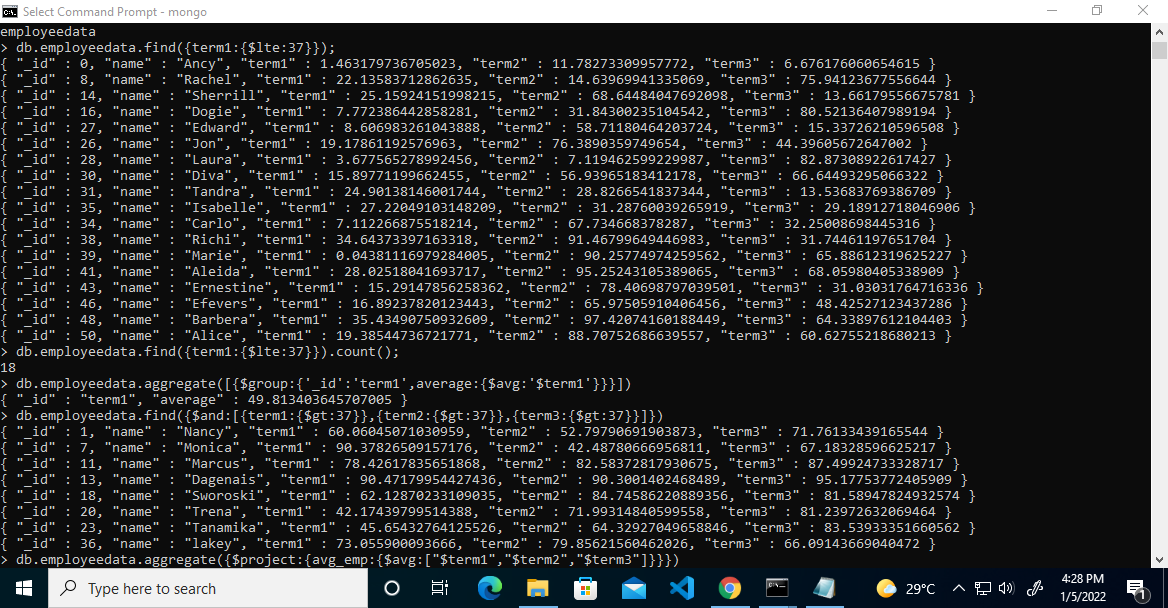 Select Command Prompt - mongo
employeedata
> db.employeedata.find({term1:{$lte:37}});
{ "_id" : 0, "name" : "Ancy", "term1" : 1.463179736705023, "term2" : 11.78273309957772, "term3" : 6.676176060654615 }
{ "_id" : 8, "name" : "Rachel", "term1" : 22.13583712862635, "term2" : 14.63969941335069, "term3" : 75.94123677556644 }
{ "_id" : 14, "name" : "Sherrill", "term1" : 25.15924151998215, "term2" : 68.64484047692098, "term3" : 13.66179556675781 }
{ "_id" : 16, "name" : "Dogie", "term1" : 7.772386442858281, "term2" : 31.84300235104542, "term3" : 80.52136407989194 }
{ "_id" : 27, "name" : "Edward", "term1" : 8.606983261043888, "term2" : 58.71180464203724, "term3" : 15.33726210596508 }
{ "_id" : 26, "name" : "Jon", "term1" : 19.17861192576963, "term2" : 76.3890359749654, "term3" : 44.39605672647002 }
{ "_id" : 28, "name" : "Laura", "term1" : 3.677565278992456, "term2" : 7.119462599229987, "term3" : 82.87308922617427 }
{ "_id" : 30, "name" : "Diva", "term1" : 15.89771199662455, "term2" : 56.93965183412178, "term3" : 66.64493295066322 }
{ "_id" : 31, "name" : "Tandra", "term1" : 24.90138146001744, "term2" : 28.8266541837344, "term3" : 13.53683769386709 }
{ "_id" : 35, "name" : "Isabelle", "term1" : 27.22049103148209, "term2" : 31.28760039265919, "term3" : 29.18912718046906 }
{ "_id" : 34, "name" : "Carlo", "term1" : 7.112266875518214, "term2" : 67.734668378287, "term3" : 32.25008698445316 }
{ "_id" : 38, "name" : "Richi", "term1" : 34.64373397163318, "term2" : 91.46799649446983, "term3" : 31.74461197651704 }
{ "_id" : 39, "name" : "Marie", "term1" : 0.04381116979284005, "term2" : 90.25774974259562, "term3" : 65.88612319625227 }
{ "_id" : 41, "name" : "Aleida", "term1" : 28.02518041693717, "term2" : 95.25243105389065, "term3" : 68.05980405338909 }
{ "_id" : 43, "name" : "Ernestine", "term1" : 15.29147856258362, "term2" : 78.40698797039501, "term3" : 31.03031764716336 }
{ "_id" : 46, "name" : "Efevers", "term1" : 16.89237820123443, "term2" : 65.97505910406456, "term3" : 48.42527123437286 }
{ "_id" : 48, "name" : "Barbera", "term1" : 35.43490750932609, "term2" : 97.42074160188449, "term3" : 64.33897612104403 }
{ "_id" : 50, "name" : "Alice", "term1" : 19.38544736721771, "term2" : 88.70752686639557, "term3" : 60.62755218680213 }
> db.employeedata.find({term1:{$lte:37}}).count();
18
> db.employeedata.aggregate([{$group:{'_id':'term1',average:{$avg:'$term1'}}}])
{ "_id" : "term1", "average" : 49.813403645707005 }
> db.employeedata.find({$and:[{term1:{$gt:37}},{term2:{$gt:37}},{term3:{$gt:37}}]})
{ "_id" : 1, "name" : "Nancy", "term1" : 60.06045071030959, "term2" : 52.79790691903873, "term3" : 71.76133439165544 }
{ "_id" : 7, "name" : "Monica", "term1" : 90.37826509157176, "term2" : 42.48780666956811, "term3" : 67.18328596625217 }
{ "_id" : 11, "name" : "Marcus", "term1" : 78.42617835651868, "term2" : 82.58372817930675, "term3" : 87.49924733328717 }
{ "_id" : 13, "name" : "Dagenais", "term1" : 90.47179954427436, "term2" : 90.3001402468489, "term3" : 95.17753772405909 }
{ "_id" : 18, "name" : "Sworoski", "term1" : 62.12870233109035, "term2" : 84.74586220889356, "term3" : 81.58947824932574 }
{ "_id" : 20, "name" : "Trena", "term1" : 42.17439799514388, "term2" : 71.99314840599558, "term3" : 81.23972632069464 }
{ "_id" : 23, "name" : "Tanamika", "term1" : 45.65432764125526, "term2" : 64.32927049658846, "term3" : 83.53933351660562 }
{ "_id" : 36, "name" : "lakey", "term1" : 73.055900093666, "term2" : 79.85621560462026, "term3" : 66.09143669040472 }
> db.employeedata.aggregate({$project:{avg_emp:{$avg:["$term1","$term2","$term3"]}}})
Type here to search
29°C
4:28 PM
1/5/2022
1